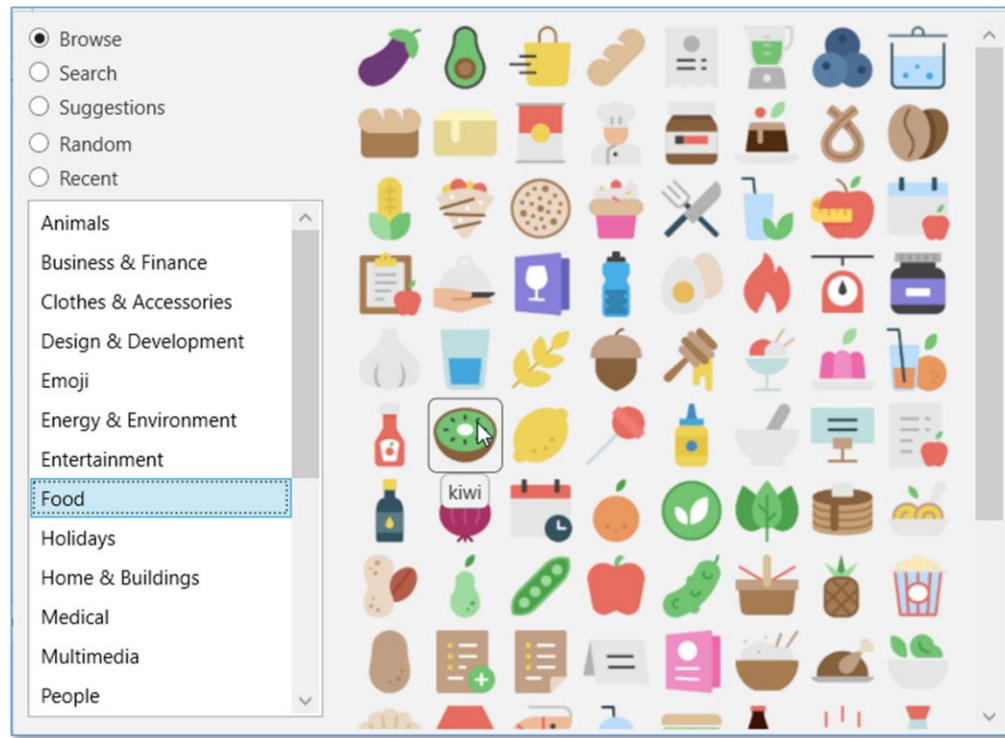 Browse
Search
Suggestions
Random
Recent
Animals
Business & Finance
Clothes & Accessories
Design & Development
Emoji
Energy & Environment
Entertainment
Food
Holidays
Home & Buildings
Medical
Multimedia
People
kiwi